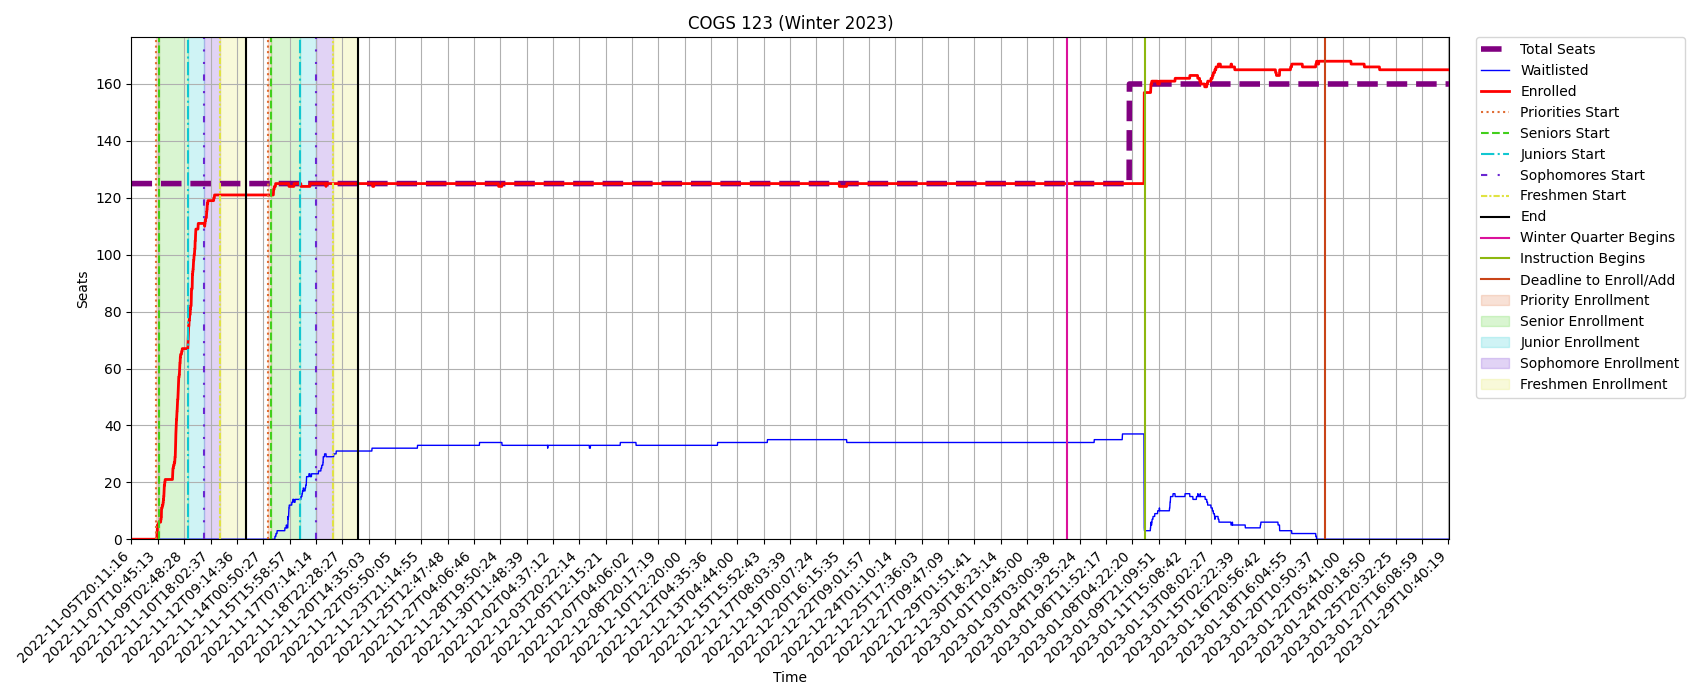 COGS 123 (Winter 2023)
Seats
160
140
120
100
80
60
40
20
0
2022-11-05T20:11:16
2022-11-07T10:45:13
2022-11-09T02:48:28
2022-11-10T18:02:37
2022-11-12T09:14:36
2022-11-14T00:50:27
2022-11-15T15:58:57
2022-11-17T07:14:14
2022-11-18T22:28:27
2022-11-20T14:35:03
2022-11-22T05:50:05
2022-11-23T21:14:55
2022-11-25T12:47:48
2022-11-27T04:06:46
2022-11-28T19:50:24
2022-11-30T11:48:39
2022-12-02T04:37:12
2022-12-03T20:22:14
2022-12-05T12:15:21
2022-12-07T04:06:02
2022-12-08T20:17:19
2022-12-10T12:20:00
2022-12-12T04:35:36
2022-12-13T04:44:00
2022-12-15T15:52:43
2022-12-17T08:03:39
2022-12-19T00:07:24
2022-12-20T16:15:35
2022-12-22T09:01:57
2022-12-24T01:10:14
2022-12-25T17:36:03
2022-12-27T09:47:09
2022-12-29T01:51:41
2022-12-30T18:23:14
2023-01-01T10:45:00
2023-01-03T03:00:38
2023-01-04T19:25:24
2023-01-06T11:52:17
2023-01-08T04:22:20
2023-01-09T21:09:51
2023-01-11T15:08:42
2023-01-13T08:02:27
2023-01-15T02:22:39
2023-01-16T20:56:42
2023-01-18T16:04:55
2023-01-20T10:50:37
2023-01-22T05:41:00
2023-01-24T00:18:50
2023-01-25T20:32:25
2023-01-27T16:08:59
2023-01-29T10:40:19
Time
Total Seats
Waitlisted
Enrolled
Priorities Start
Seniors Start
Juniors Start
Sophomores Start
Freshmen Start
End
Winter Quarter Begins
Instruction Begins
Deadline to Enroll/Add
Priority Enrollment
Senior Enrollment
Junior Enrollment
Sophomore Enrollment
Freshmen Enrollment